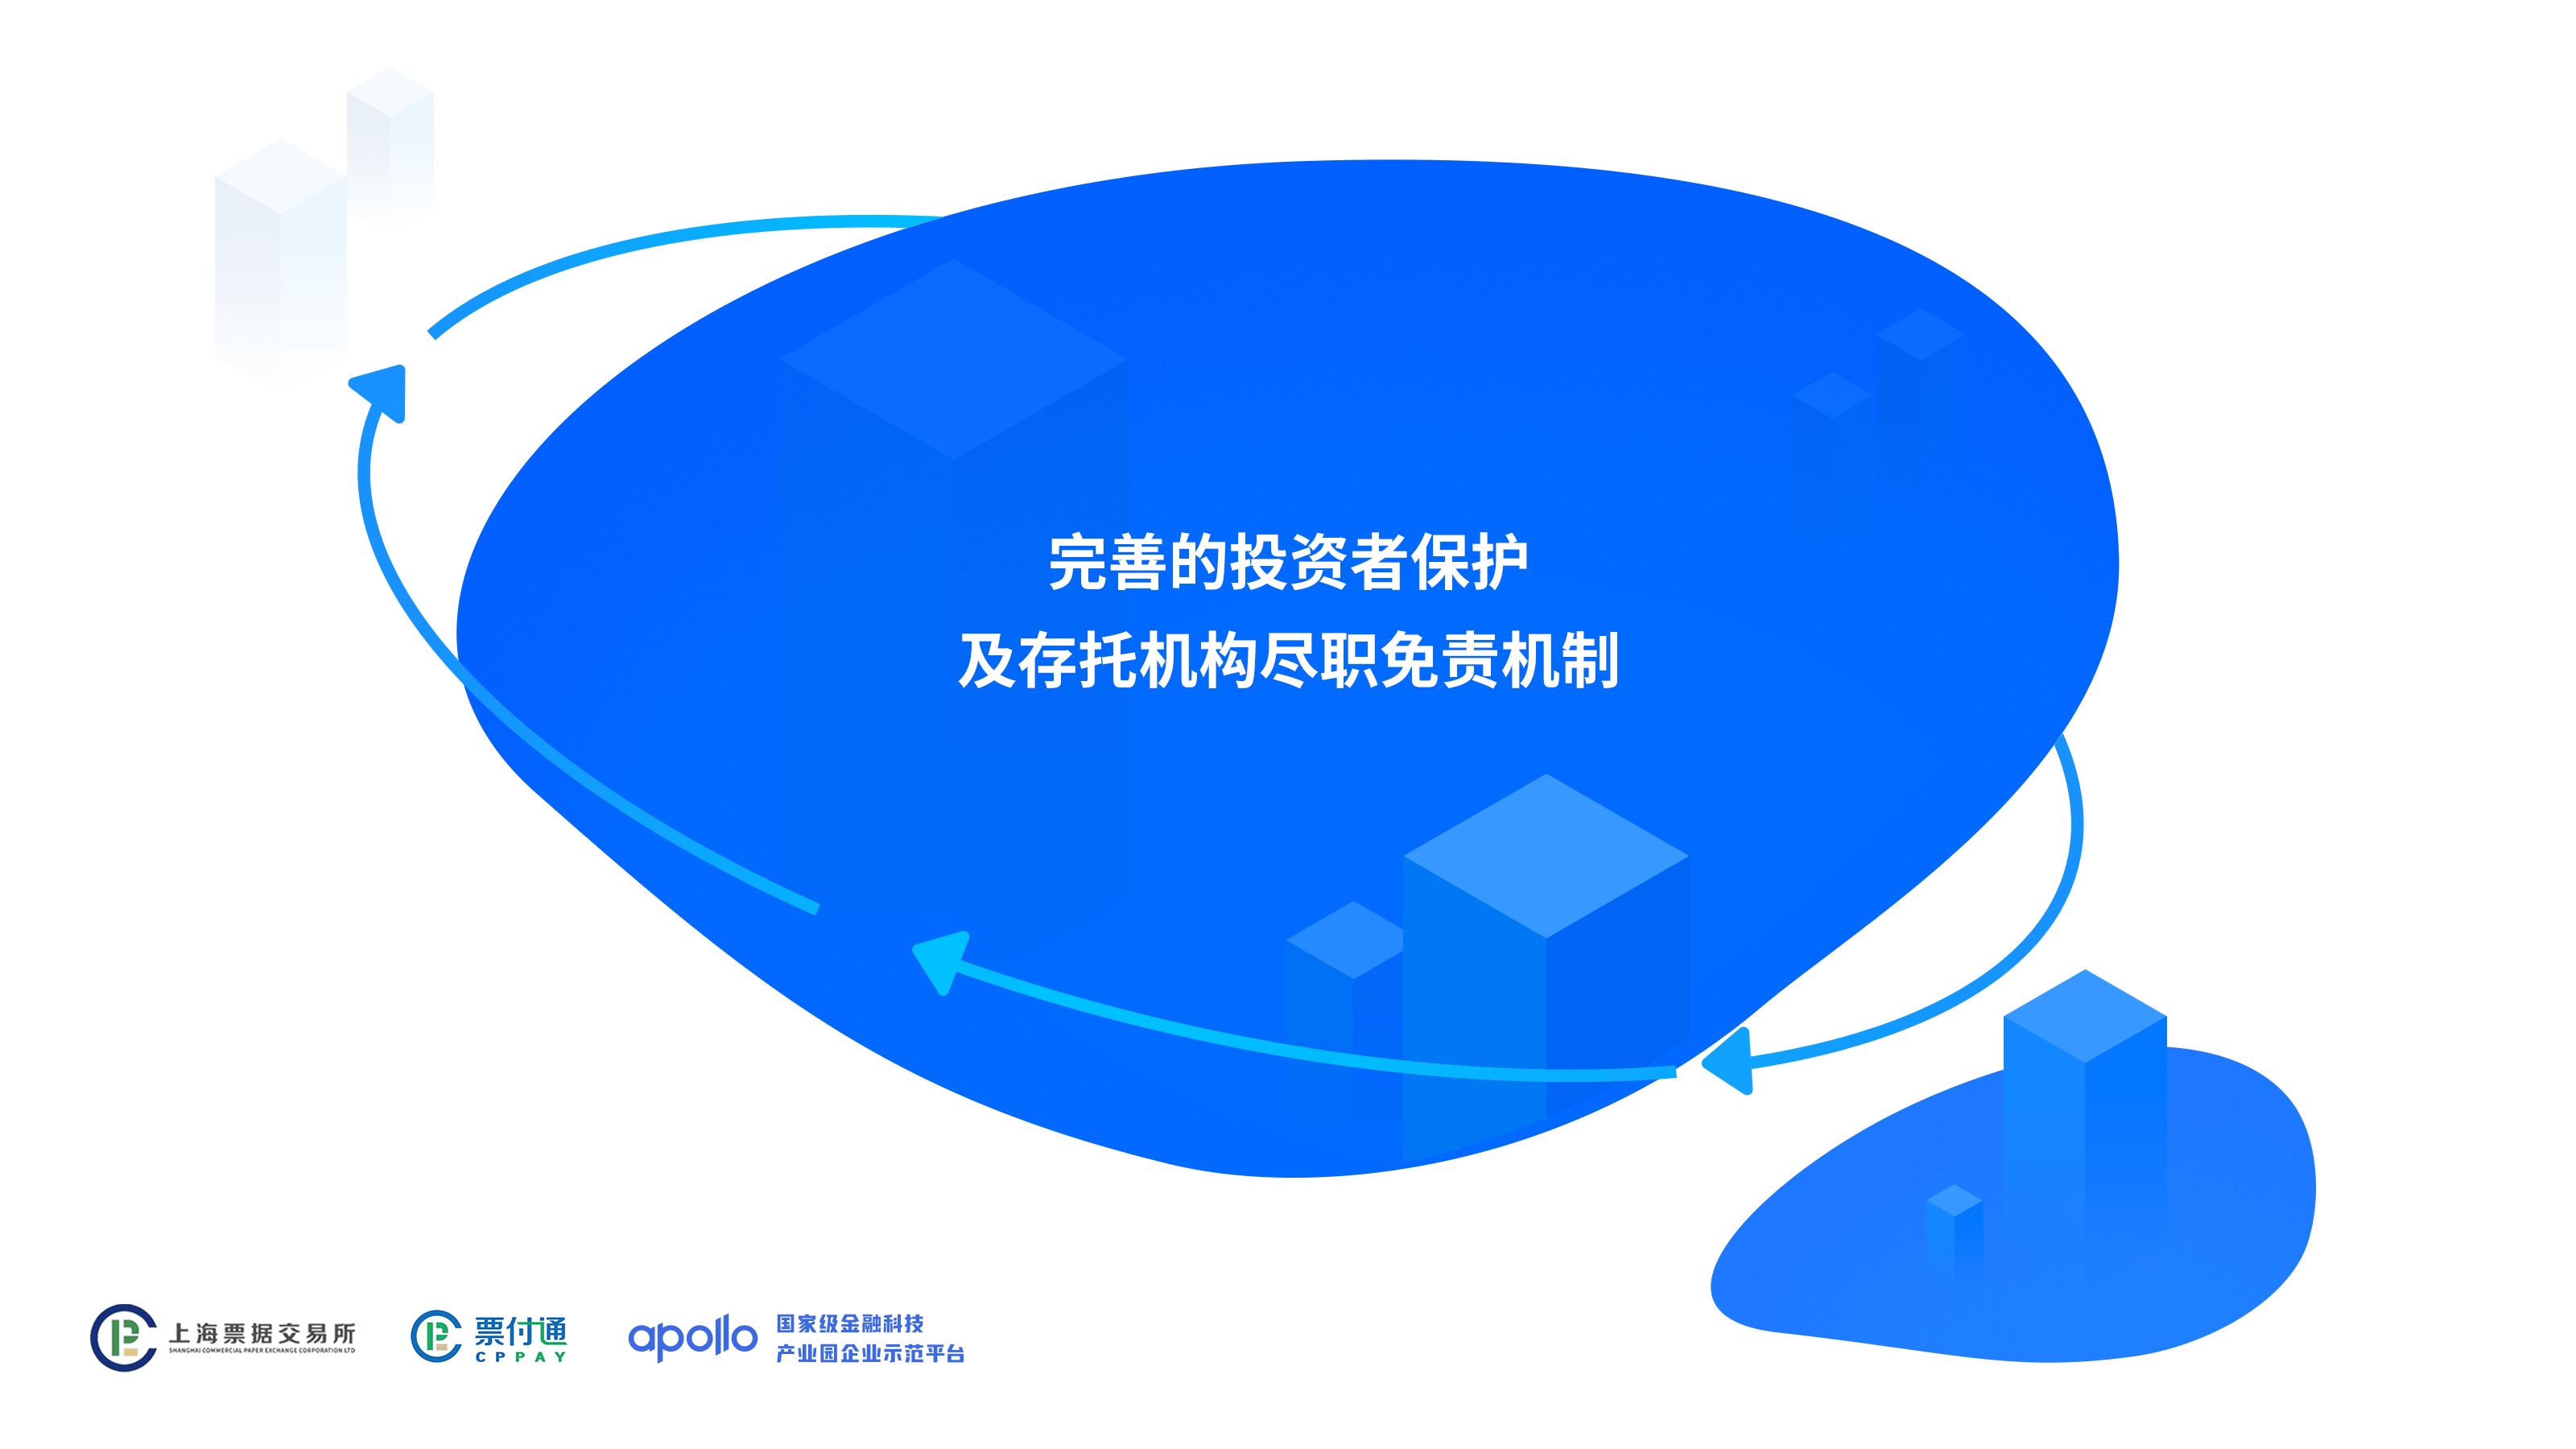 完善的投资者保护
及存托机构尽职免责机制
上海票据交易所
SHANGHAI COMMERCIAL PAPER EXCHANGE CORPORATION LTD
票付通
CPPAY
apollo
国家级金融科技
产业园企业示范平台